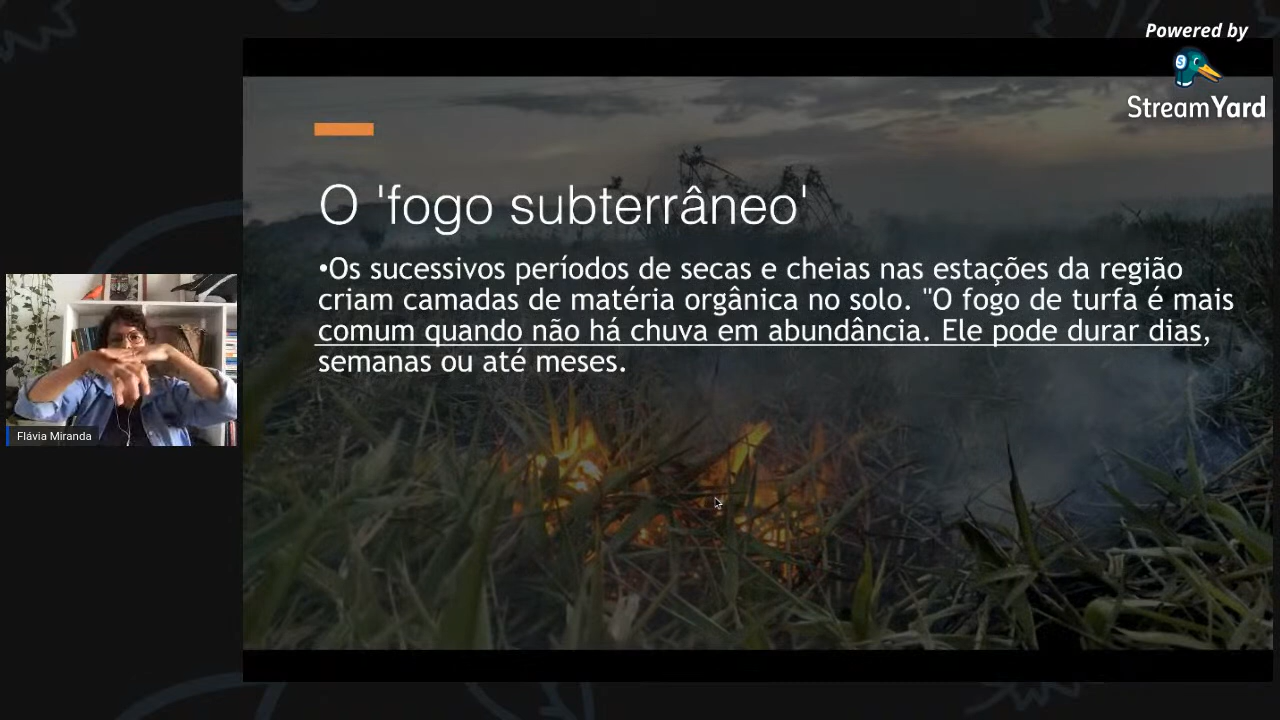 Powered by
StreamYard
O 'fogo subterrâneo'
•Os sucessivos períodos de secas e cheias nas estações da região
criam camadas de matéria orgânica no solo. "O fogo de turfa é mais
comum quando não há chuva em abundância. Ele pode durar dias,
semanas ou até meses.
Flávia Miranda